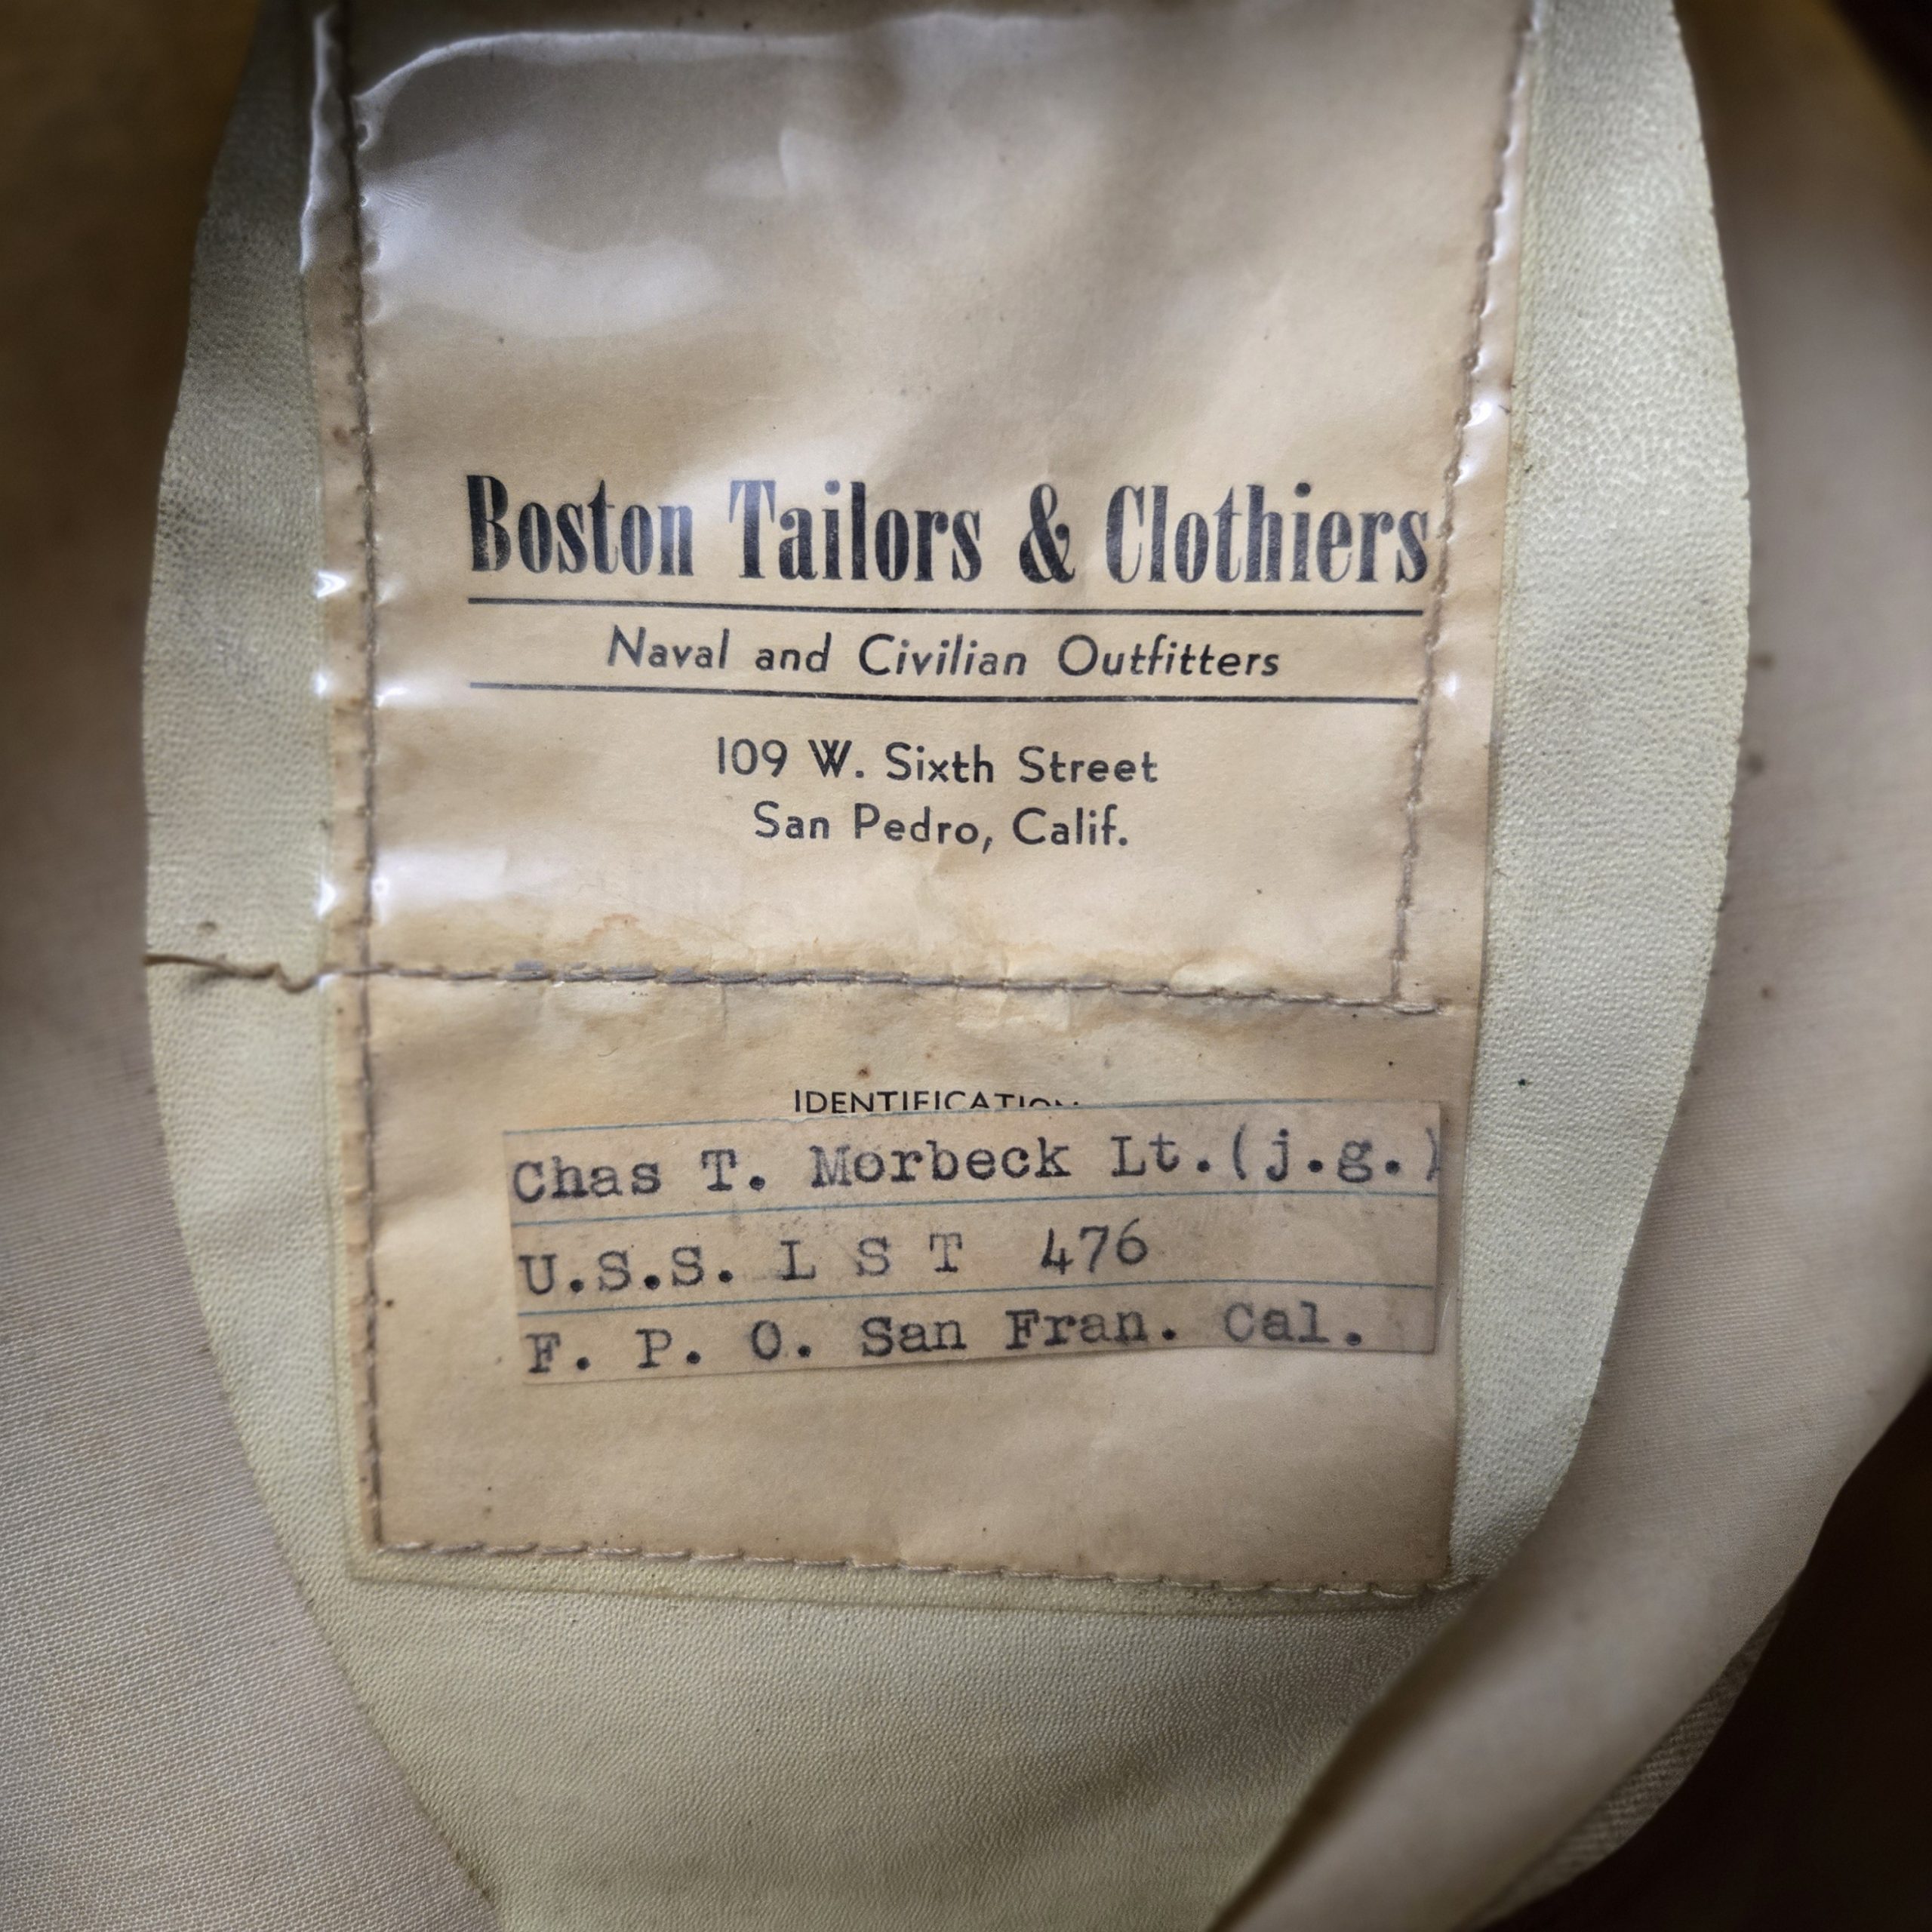 Boston Tailors & Clothiers
Naval and Civilian Outfitters
109 W. Sixth Street
San Pedro, Calif.
IDENTIFICATION
Chas T. Morbeck Lt.(j.g.)
U.S.S. L S T 476
F. P. O. San Fran. Cal.